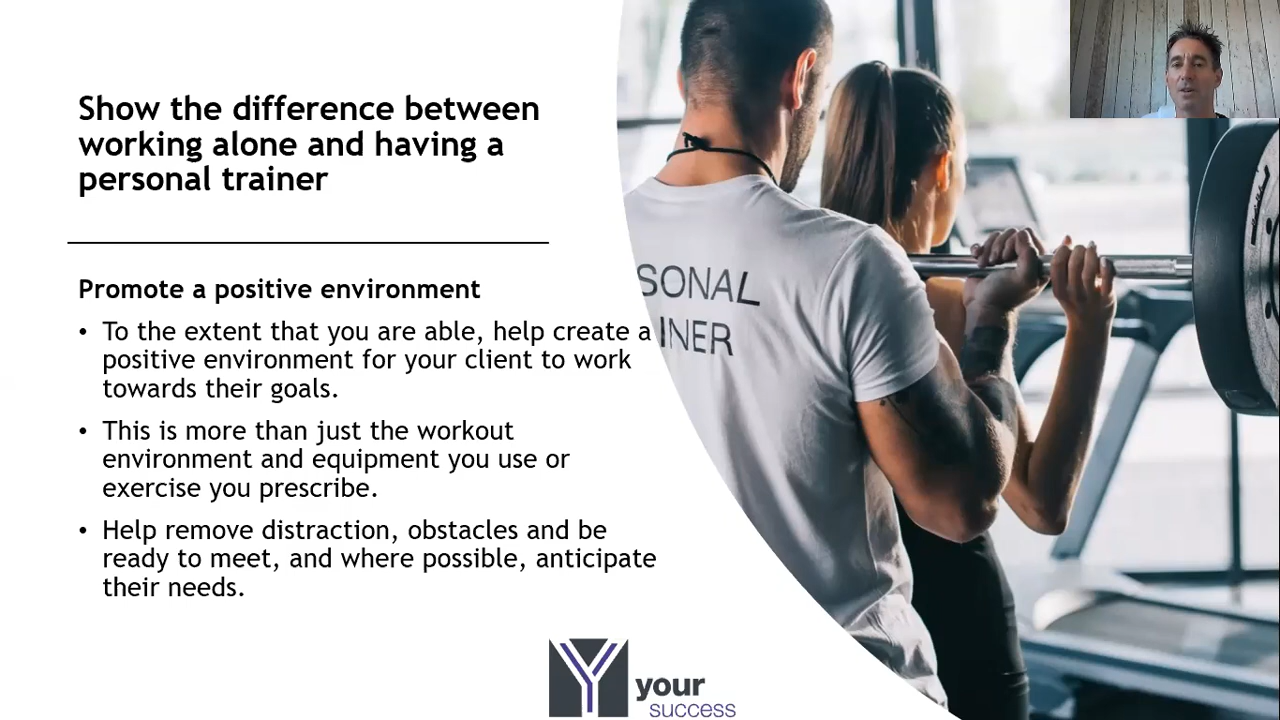 Show the difference between
working alone and having a
personal trainer
Promote a positive environment
• To the extent that you are able, help create a
positive environment for your client to work
towards their goals.
• This is more than just the workout
environment and equipment you use or
exercise you prescribe.
• Help remove distraction, obstacles and be
ready to meet, and where possible, anticipate
their needs.
SONAL
INER
Y your
success